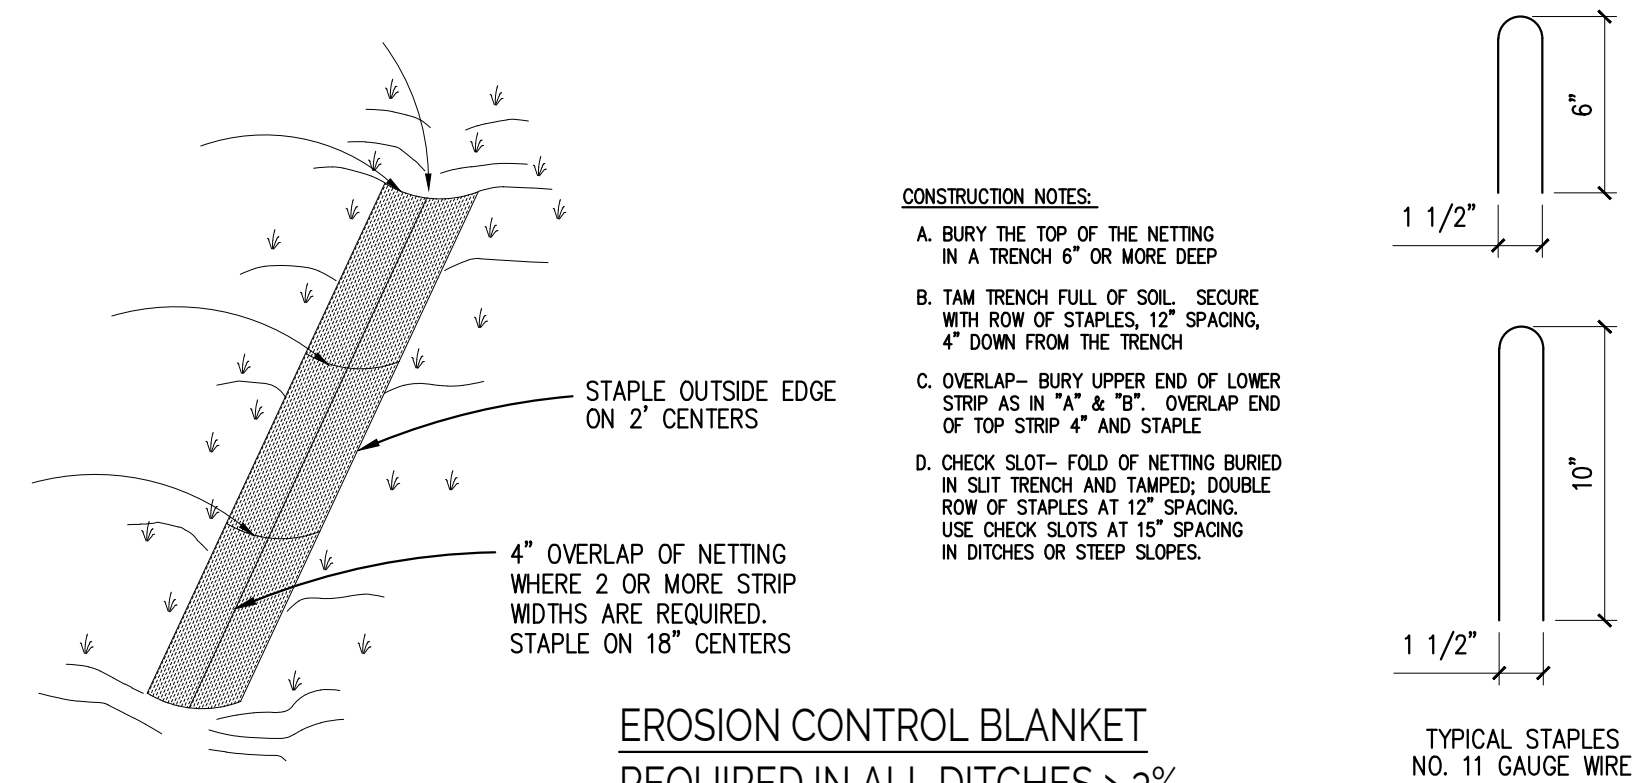 STAPLE OUTSIDE EDGE
ON 2' CENTERS
4" OVERLAP OF NETTING
WHERE 2 OR MORE STRIP
WIDTHS ARE REQUIRED.
STAPLE ON 18" CENTERS
CONSTRUCTION NOTES:
A. BURY THE TOP OF THE NETTING
IN A TRENCH 6" OR MORE DEEP
B. TAM TRENCH FULL OF SOIL. SECURE
WITH ROW OF STAPLES, 12" SPACING,
4" DOWN FROM THE TRENCH
C. OVERLAP– BURY UPPER END OF LOWER
STRIP AS IN "A" & "B". OVERLAP END
OF TOP STRIP 4" AND STAPLE
D. CHECK SLOT– FOLD OF NETTING BURIED
IN SLIT TRENCH AND TAMPED; DOUBLE
ROW OF STAPLES AT 12" SPACING.
USE CHECK SLOTS AT 15" SPACING
IN DITCHES OR STEEP SLOPES.
6"
1 1/2"
10"
1 1/2"
TYPICAL STAPLES
NO. 11 GAUGE WIRE
EROSION CONTROL BLANKET
REQUIRED IN ALL DITCHES > 2%